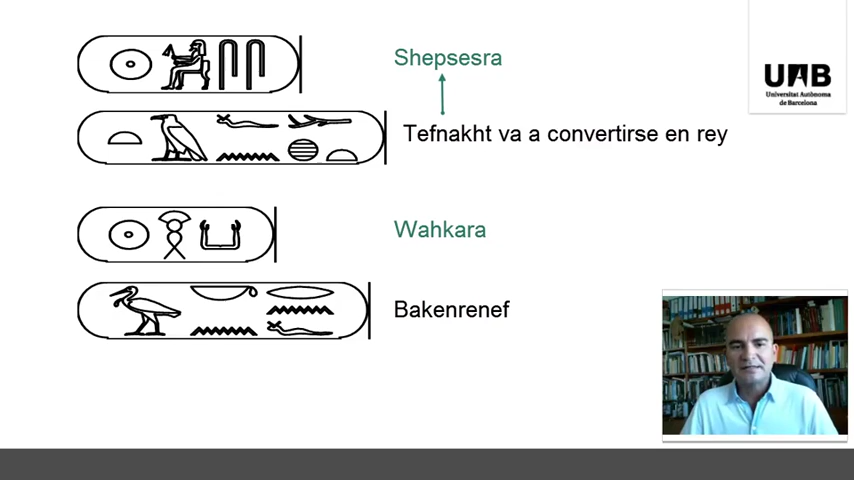 Shepsesra
Tefnakht va a convertirse en rey
Wahkara
Bakenrenef
UAB
Universitat Autònoma
de Barcelona